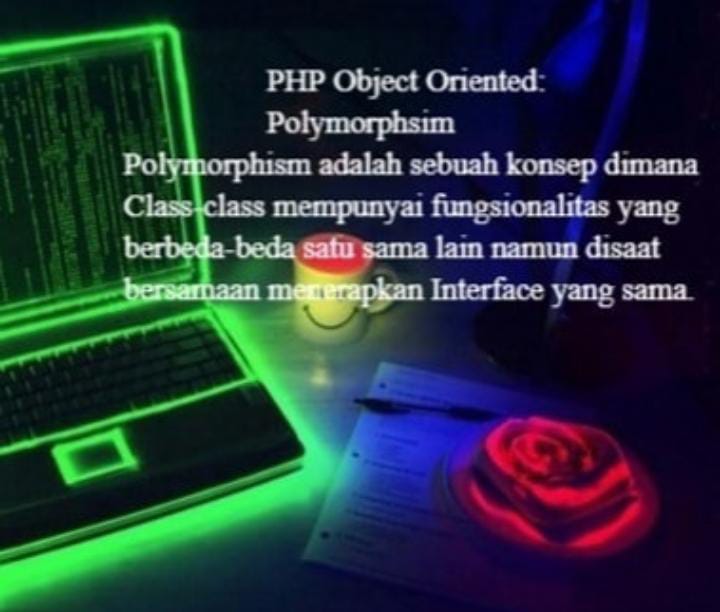 PHP Object Oriented:
Polymorphsim
Polymorphism adalah sebuah konsep dimana
Class-class mempunyai fungsionalitas yang
berbeda-beda satu sama lain namun disaat
bersamaan menerapkan Interface yang sama.